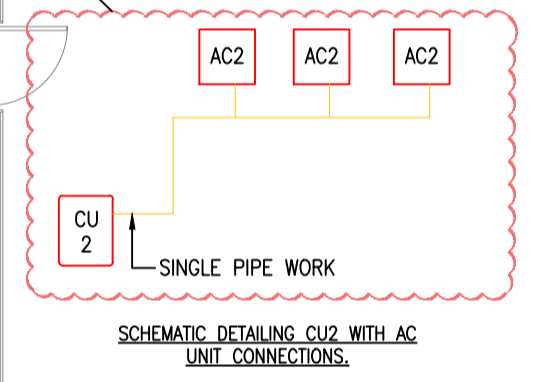 AC2 AC2 AC2
CU
2
SINGLE PIPE WORK
SCHEMATIC DETAILING CU2 WITH AC
UNIT CONNECTIONS.